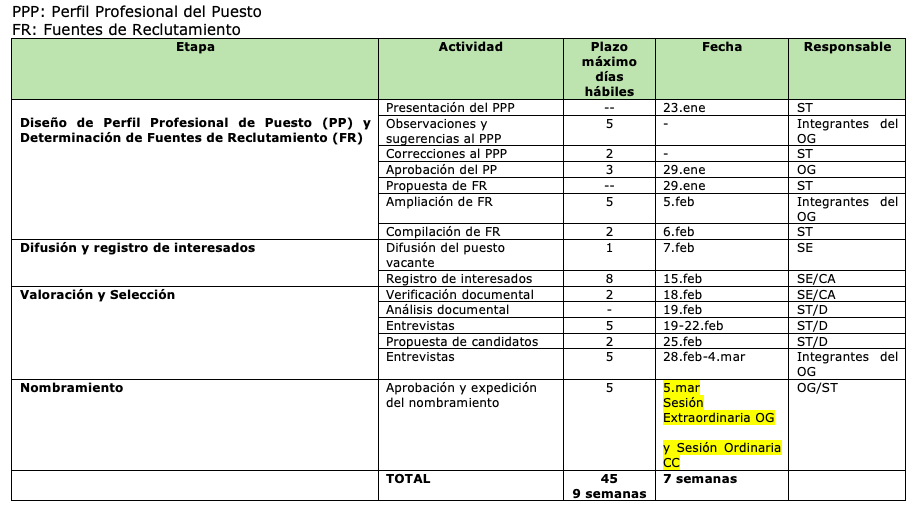 PPP: Perfil Profesional del Puesto
FR: Fuentes de Reclutamiento
Etapa Actividad Plazo máximo días hábiles Fecha Responsable
Diseño de Perfil Profesional de Puesto (PP) y
Determinación de Fuentes de Reclutamiento (FR)
Presentación del PPP -- 23.ene ST
Observaciones y sugerencias al PPP 5 - Integrantes del OG
Correcciones al PPP 2 - ST
Aprobación del PP 3 29.ene OG
Propuesta de FR -- 29.ene ST
Ampliación de FR 5 5.feb Integrantes del OG
Compilación de FR 2 6.feb ST
Difusión y registro de interesados
Difusión del puesto vacante 1 7.feb SE
Registro de interesados 8 15.feb SE/CA
Valoración y Selección
Verificación documental 2 18.feb SE/CA
Análisis documental - 19.feb ST/D
Entrevistas 5 19-22.feb ST/D
Propuesta de candidatos 2 25.feb ST/D
Entrevistas 5 28.feb-4.mar Integrantes del OG
Nombramiento
Aprobación y expedición del nombramiento 5 5.mar OG/ST
Sesión
Extraordinaria OG
y Sesión Ordinaria
CC
TOTAL 45 7 semanas
9 semanas